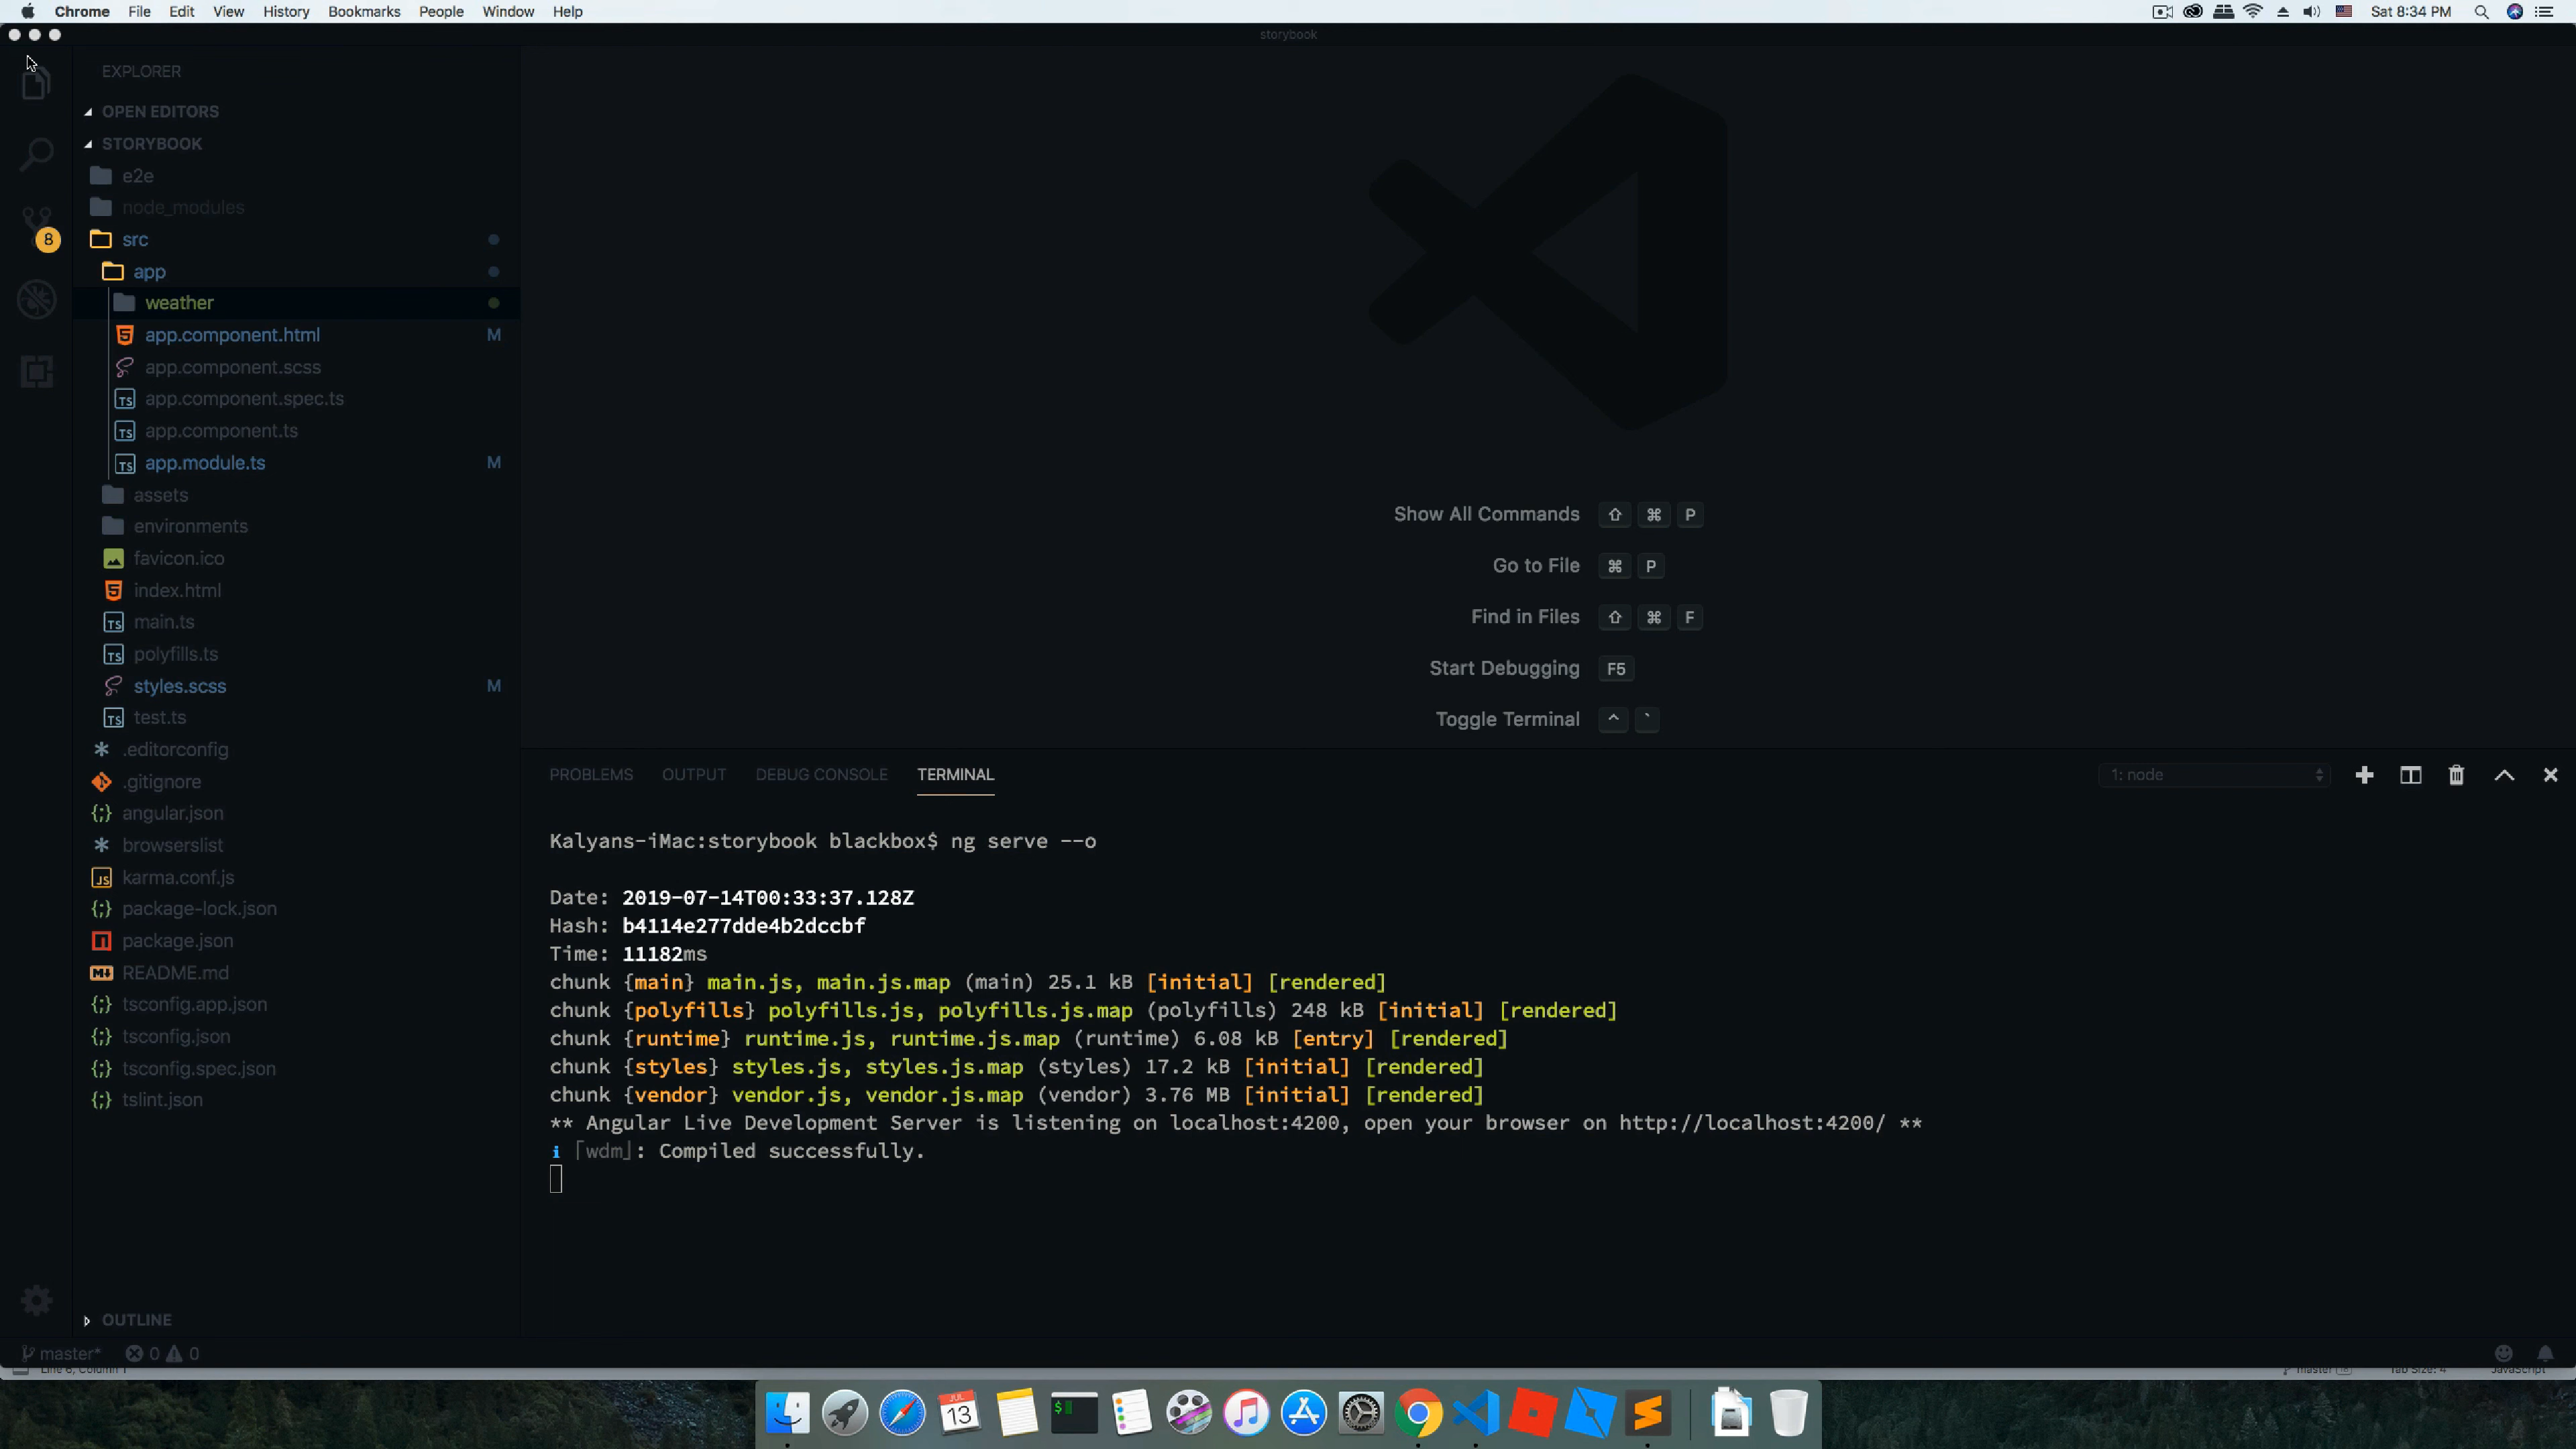 Chrome File Edit View History Bookmarks People Window Help
Sat 8:34 PM
storybook
EXPLORER
OPEN EDITORS
STORYBOOK
e2e
node_modules
8
src
app
weather
app.component.html M
app.component.scss
app.component.spec.ts
app.component.ts
app.module.ts M
assets
environments
favicon.ico
index.html
main.ts
polyfills.ts
styles.scss M
test.ts
.editorconfig
.gitignore
angular.json
browserslist
karma.conf.js
package-lock.json
package.json
README.md
tsconfig.app.json
tsconfig.json
tsconfig.spec.json
tslint.json
OUTLINE
Show All Commands ⇧ ⌘ P
Go to File ⌘ P
Find in Files ⇧ ⌘ F
Start Debugging F5
Toggle Terminal ^ `
PROBLEMS OUTPUT DEBUG CONSOLE TERMINAL
1: node
Kalyans-iMac:storybook blackbox$ ng serve --o
Date: 2019-07-14T00:33:37.128Z
Hash: b4114e277dde4b2dccbf
Time: 11182ms
chunk {main} main.js, main.js.map (main) 25.1 kB [initial] [rendered]
chunk {polyfills} polyfills.js, polyfills.js.map (polyfills) 248 kB [initial] [rendered]
chunk {runtime} runtime.js, runtime.js.map (runtime) 6.08 kB [entry] [rendered]
chunk {styles} styles.js, styles.js.map (styles) 17.2 kB [initial] [rendered]
chunk {vendor} vendor.js, vendor.js.map (vendor) 3.76 MB [initial] [rendered]
** Angular Live Development Server is listening on localhost:4200, open your browser on http://localhost:4200/ **
ℹ ｢wdm｣: Compiled successfully.
master* 0 0
JUL
13